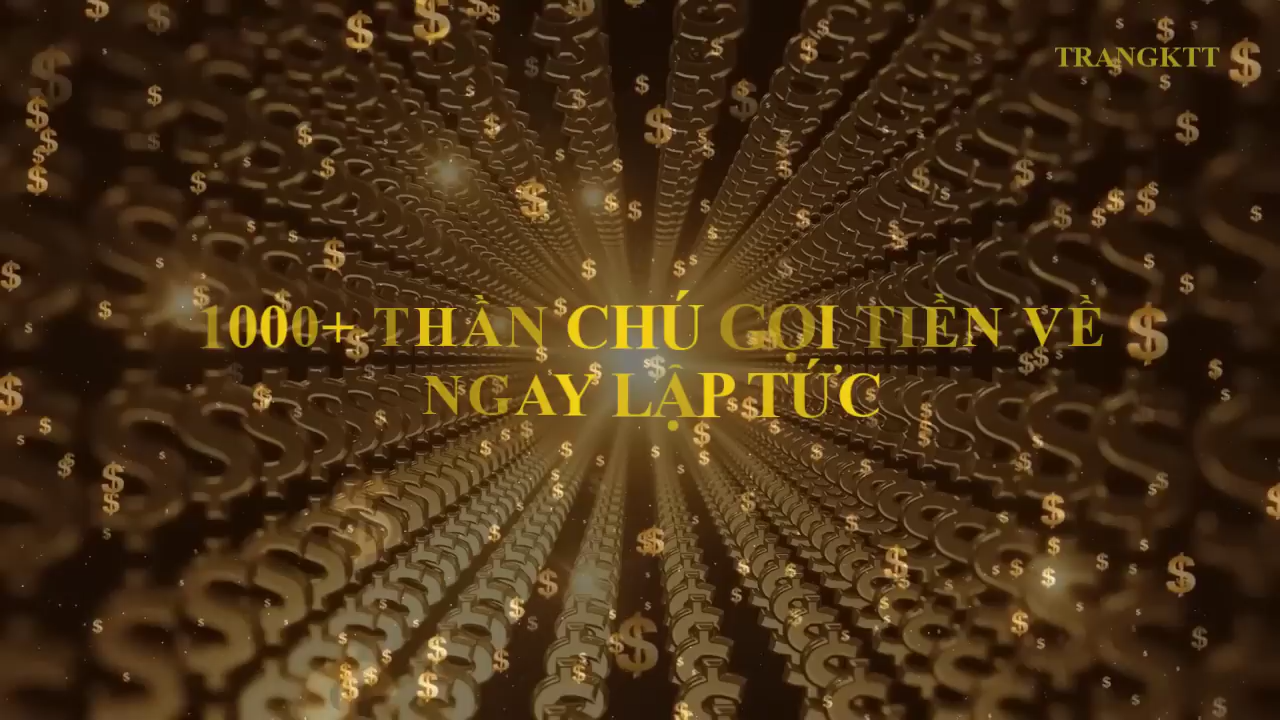 TRANGKTT
1000+ THẦN CHÚ GỌI TIỀN VỀ
NGAY LẬP TỨC